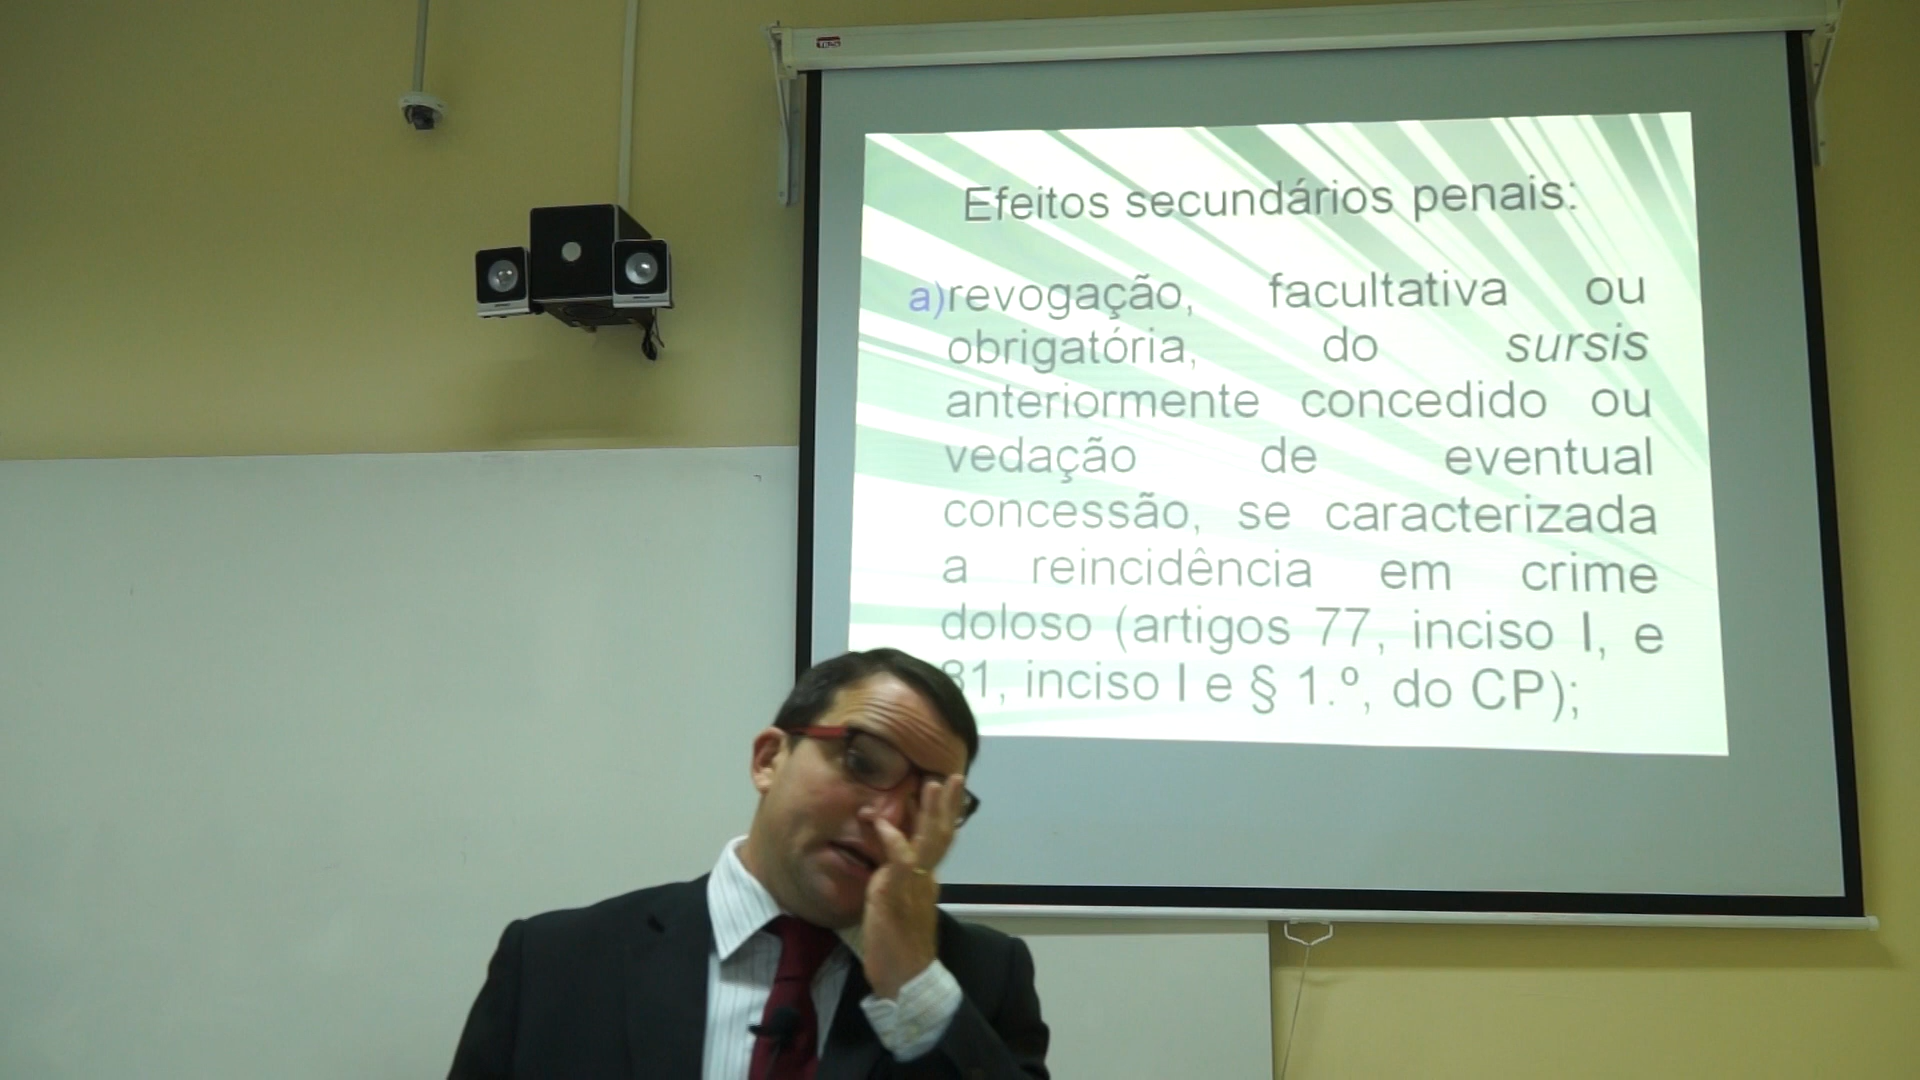 Efeitos secundários penais:
a)revogação, facultativa ou
obrigatória, do sursis
anteriormente concedido ou
vedação de eventual
concessão, se caracterizada
a reincidência em crime
doloso (artigos 77, inciso I, e
81, inciso I e § 1.º, do CP);